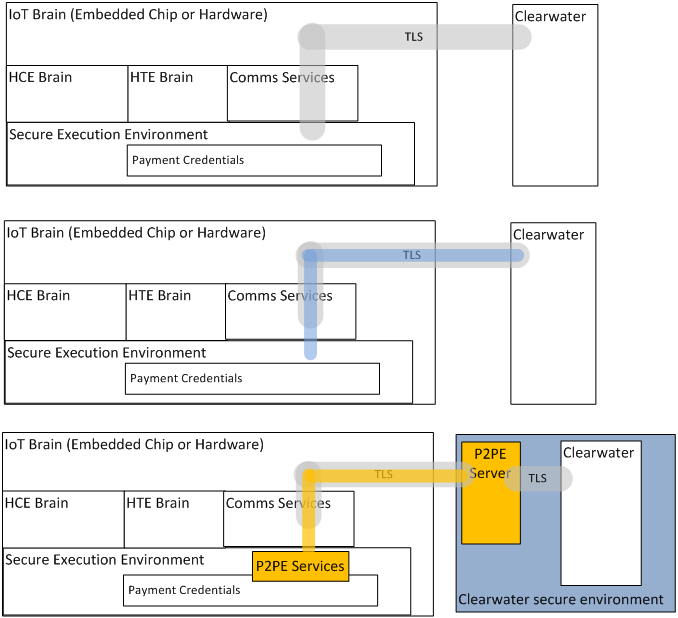 IoT Brain (Embedded Chip or Hardware)
Clearwater
TLS
HCE Brain
HTE Brain
Comms Services
Secure Execution Environment
Payment Credentials
IoT Brain (Embedded Chip or Hardware)
Clearwater
TLS
HCE Brain
HTE Brain
Comms Services
Secure Execution Environment
Payment Credentials
IoT Brain (Embedded Chip or Hardware)
P2PE
Server
Clearwater
TLS
TLS
HCE Brain
HTE Brain
Comms Services
Secure Execution Environment
P2PE Services
Payment Credentials
Clearwater secure environment